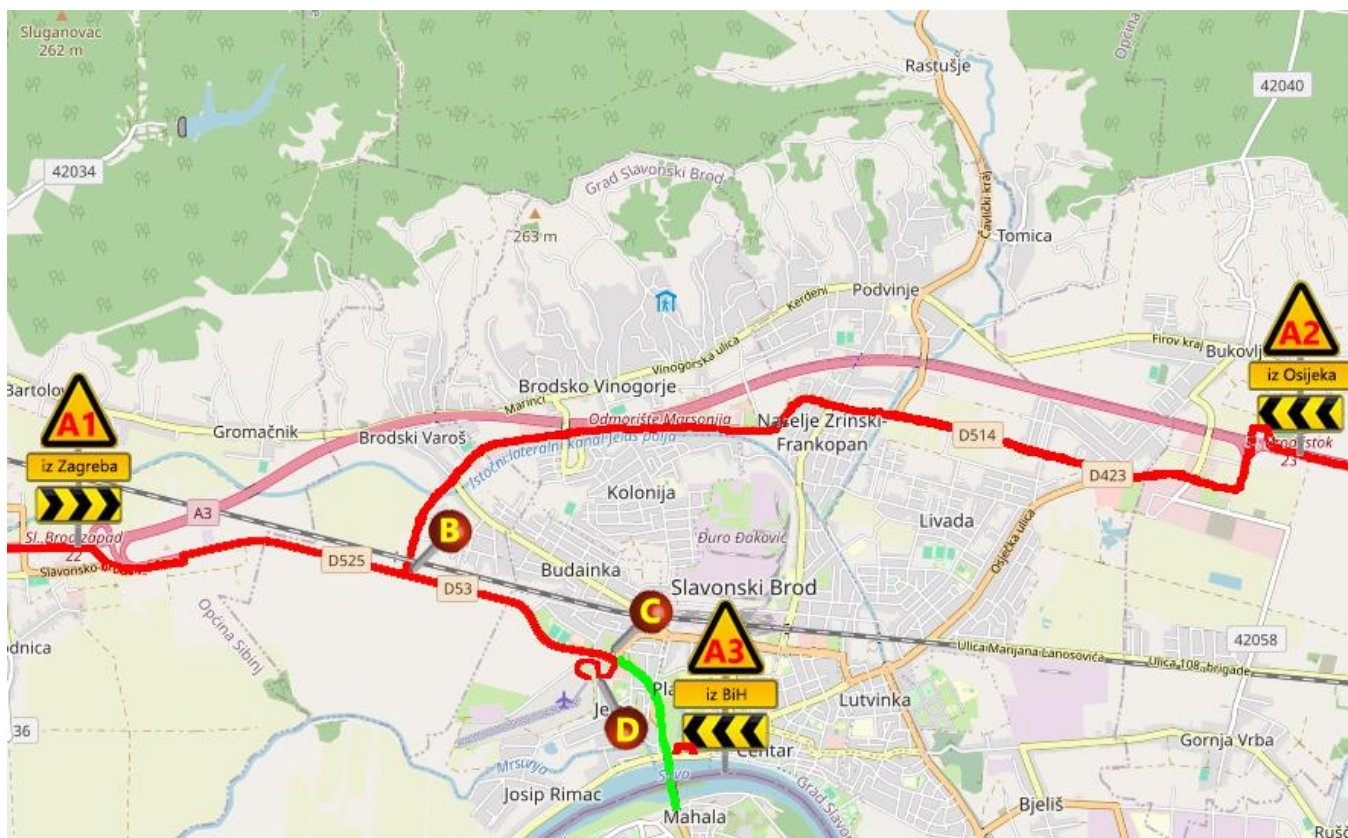 Sluganovac
262 m
Rastušje
42040
42034
Grad Slavonski Brod
263 m
Čavlički kraj
Tomica
Podvinje
Kerdeni
Vinogorska ulica
Firov kraj
A2
iz Osijeka
A1
iz Zagreba
Brodsko Vinogorje
Marinci
Gromačnik
Brodski Varoš
Odmorište Marsonija
Naselje Zrinski-
Frankopan
D514
23
Istočni lateralni kanal Jelas polja
D423
A3
Kolonija
Livada
Osječka ulica
Đuro Đaković
B
Sl. Brod zapad
22
D525
D53
Budainka
Slavonski Brod
C
Općina Sibinj
A3
iz BiH
42058
Ulica Marijana Lanosovića
Ulica 108. brigade
Lutvinka
D
36
Centar
Gornja Vrba
Mrsunja
Sava
Josip Rimac
Mahala
Bjeliš